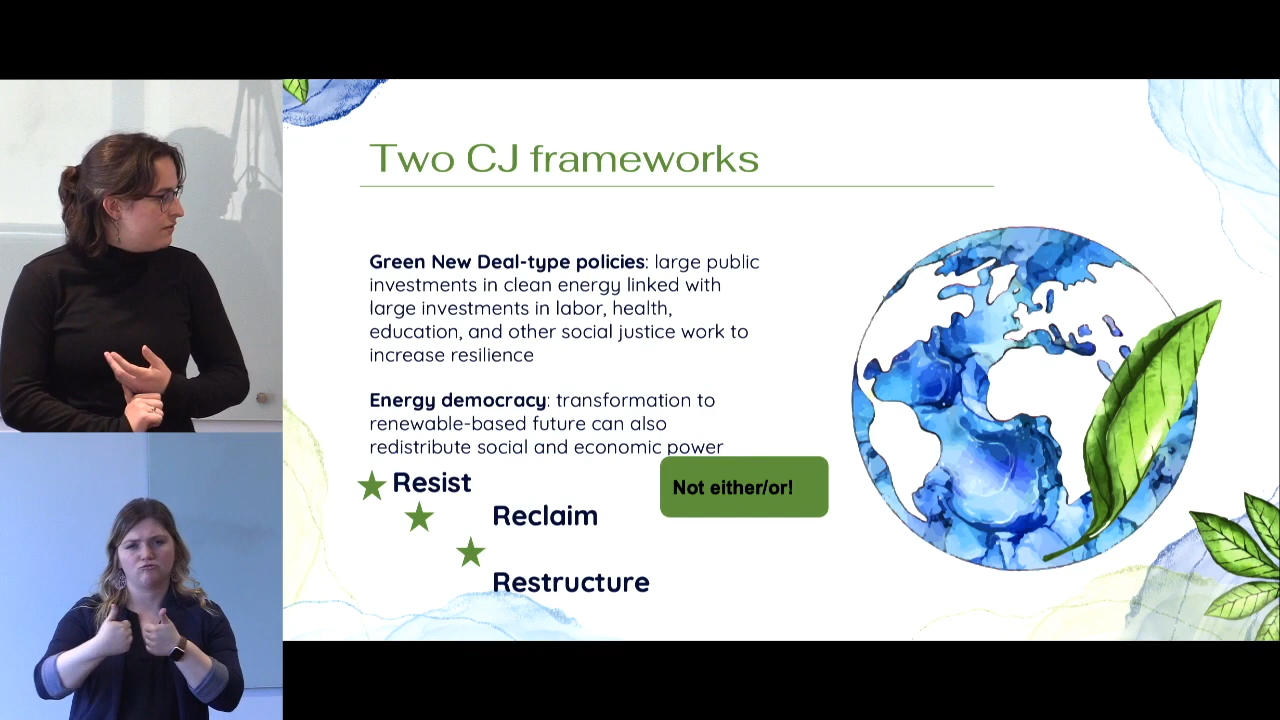 Two CJ frameworks
Green New Deal-type policies: large public
investments in clean energy linked with
large investments in labor, health,
education, and other social justice work to
increase resilience
Energy democracy: transformation to
renewable-based future can also
redistribute social and economic power
Resist
Not either/or!
Reclaim
Restructure